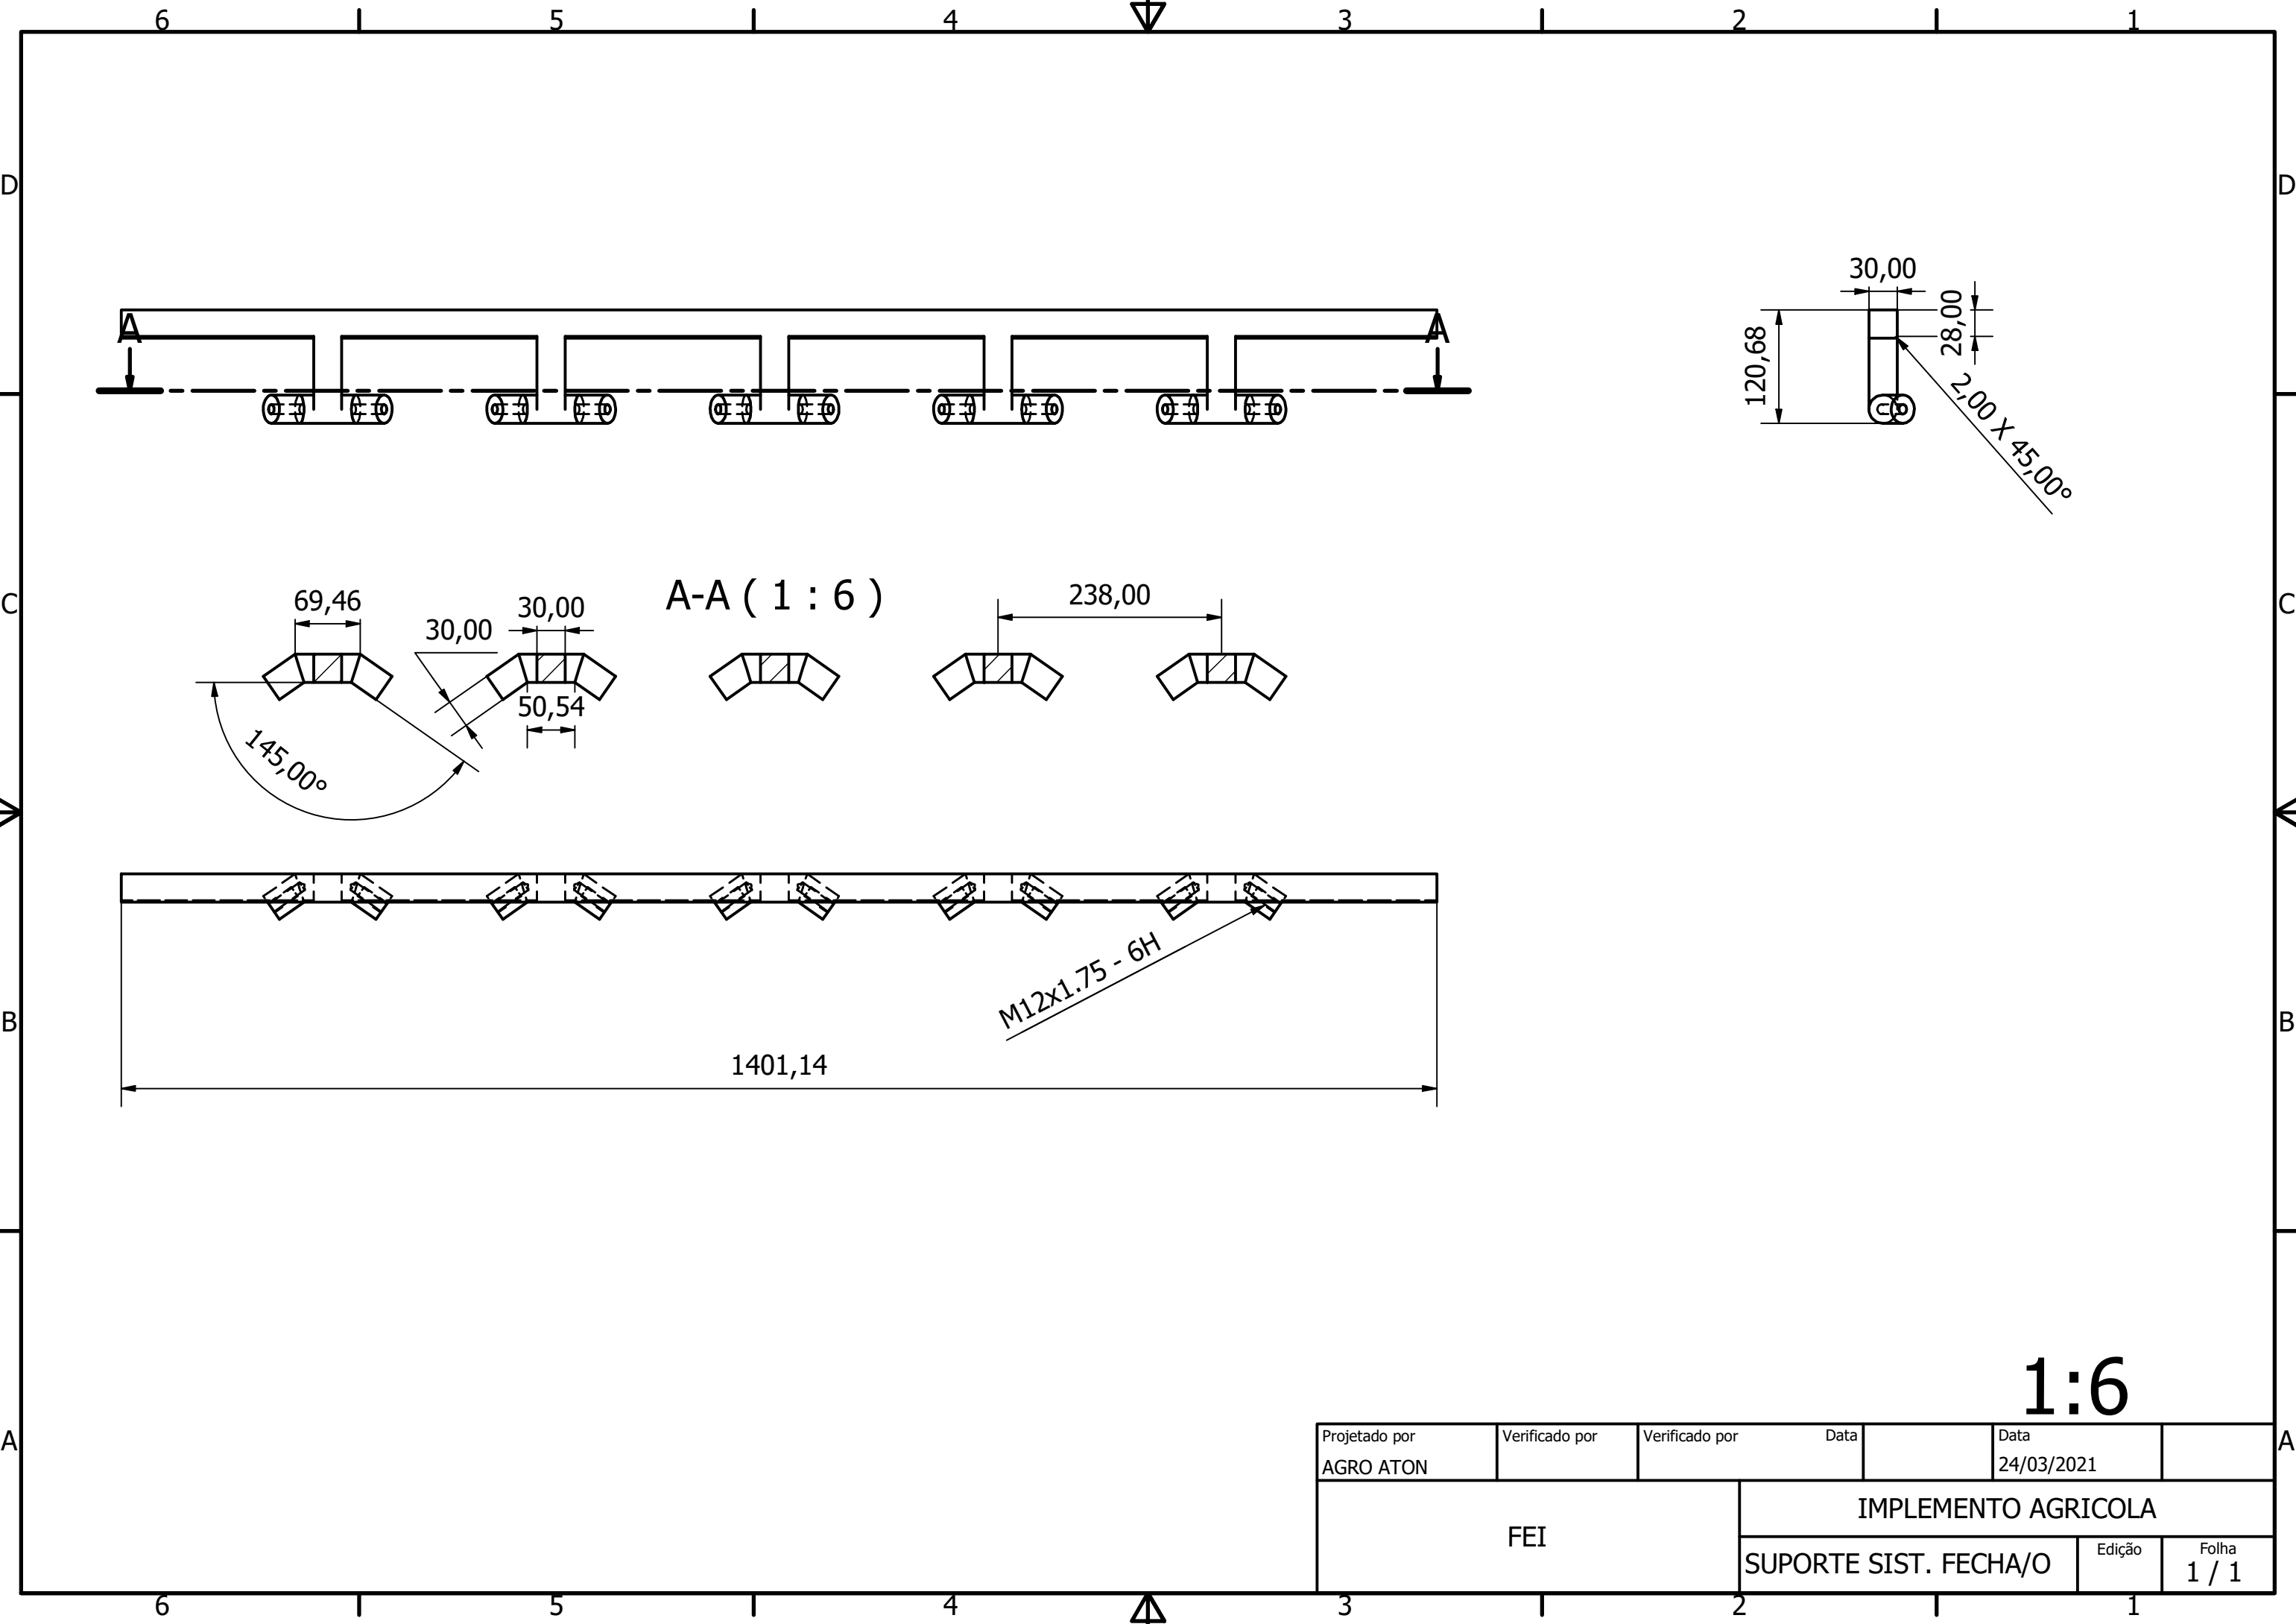 6 5 4 3 2 1
D D
A A
30,00
28,00
120,68
2,00 X 45,00°
C C
A-A ( 1 : 6 )
69,46
30,00
30,00
238,00
50,54
145,00°
M12x1.75 - 6H
B B
1401,14
1:6
A A
Projetado por
AGRO ATON
Verificado por
Verificado por
Data
Data
24/03/2021
FEI
IMPLEMENTO AGRICOLA
SUPORTE SIST. FECHA/O
Edição
Folha
1 / 1
6 5 4 3 2 1